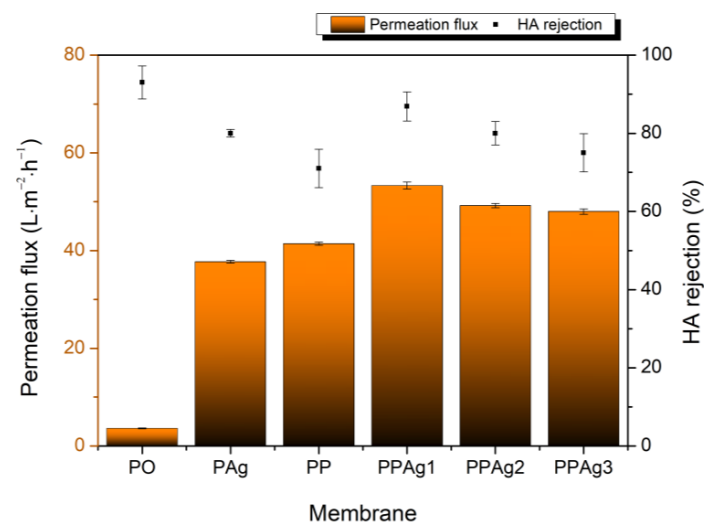 Permeation flux HA rejection
80
60
40
20
0
Permeation flux (L·m⁻²·h⁻¹)
100
80
60
40
20
0
HA rejection (%)
PO PAg PP PPAg1 PPAg2 PPAg3
Membrane